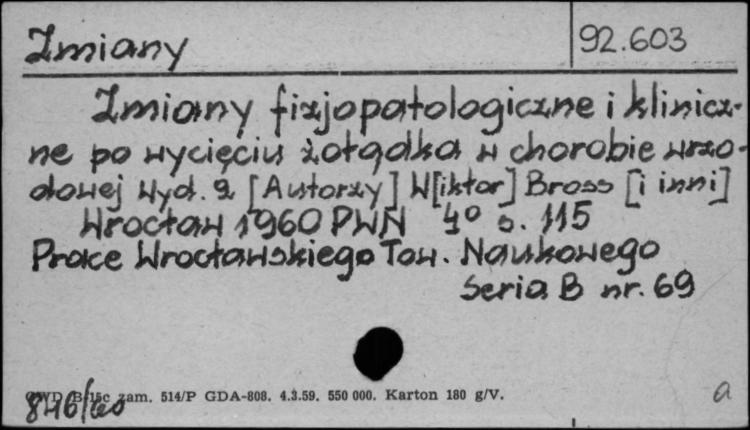 Zmiany 92.603
Zmiany fizjopatologiczne i klinicz-
ne po wycięciu żołądka w chorobie wrzo-
dowej Wyd. 2 [Autorzy] W[iktor] Bross [i inni]
Wrocław 1960 PWN 4° s. 115
Prace Wrocławskiego Tow. Naukowego
Seria B nr. 69
zam. 514/P GDA-808. 4.3.59. 550 000. Karton 180 g/V. a
846/60